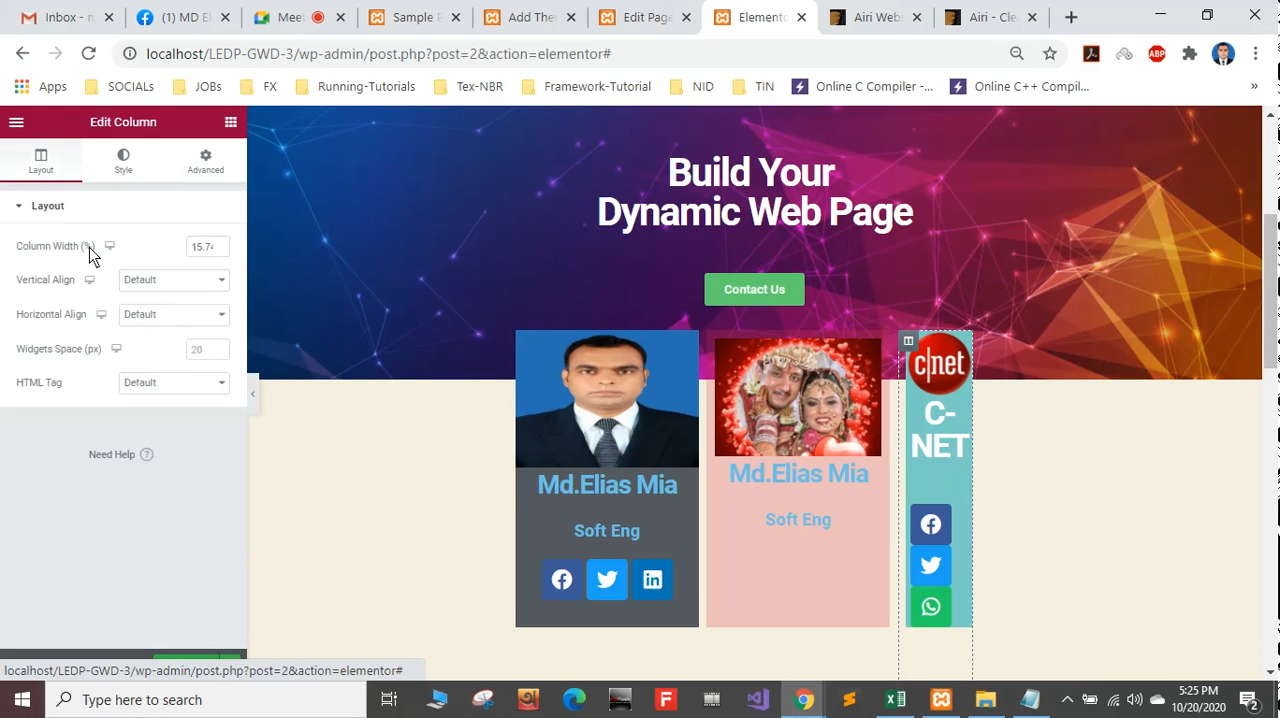 Inbox - m
(1) MD El
Meet
Sample P
Add Them
Edit Page
Elemento
Airi Webs
Airi - Cle
localhost/LEDP-GWD-3/wp-admin/post.php?post=2&action=elementor#
ABP
Apps
SOCIALs
JOBs
FX
Running-Tutorials
Tex-NBR
Framework-Tutorial
NID
TIN
Online C Compiler -...
Online C++ Compil...
»
Edit Column
Layout
Style
Advanced
Layout
Column Width (%)
15.74
Vertical Align
Default
Horizontal Align
Default
Widgets Space (px)
20
HTML Tag
Default
Need Help
Build Your
Dynamic Web Page
Contact Us
c|net
C-
NET
Md.Elias Mia
Soft Eng
Md.Elias Mia
Soft Eng
localhost/LEDP-GWD-3/wp-admin/post.php?post=2&action=elementor#
Type here to search
5:25 PM
10/20/2020
2